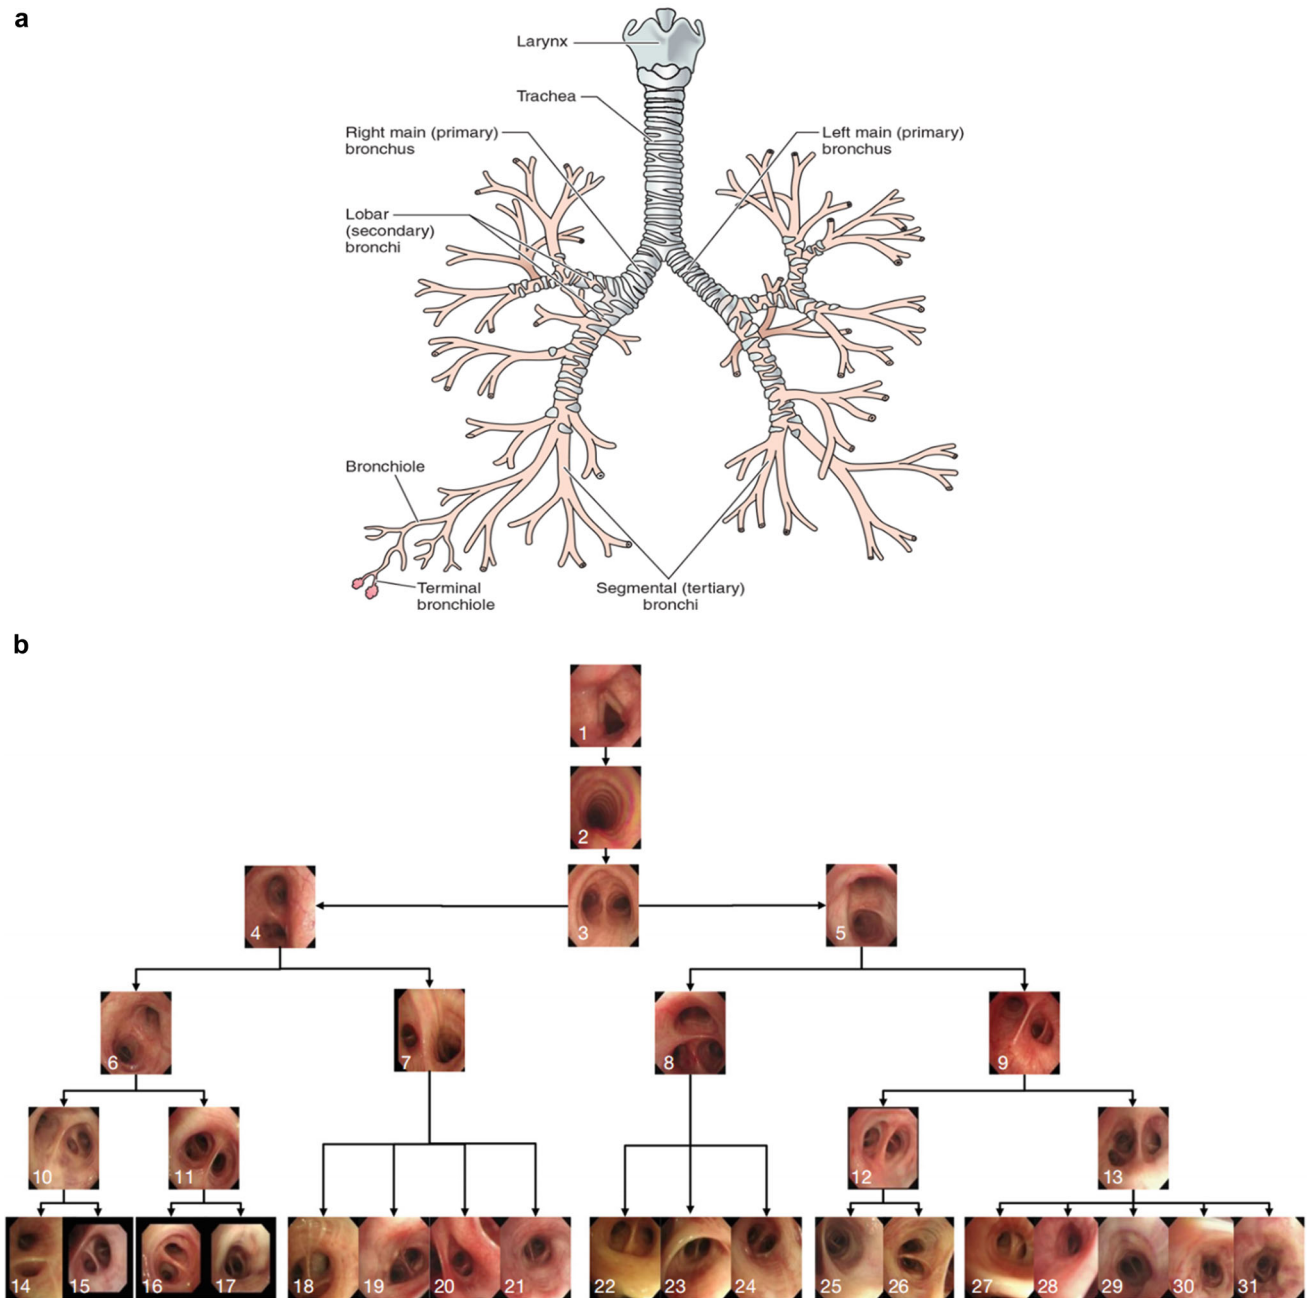 a
Larynx
Trachea
Right main (primary)
bronchus
Left main (primary)
bronchus
Lobar
(secondary)
bronchi
Bronchiole
Terminal
bronchiole
Segmental (tertiary)
bronchi
b
1
2
3
4
5
6
7
8
9
10
11
12
13
14
15
16
17
18
19
20
21
22
23
24
25
26
27
28
29
30
31